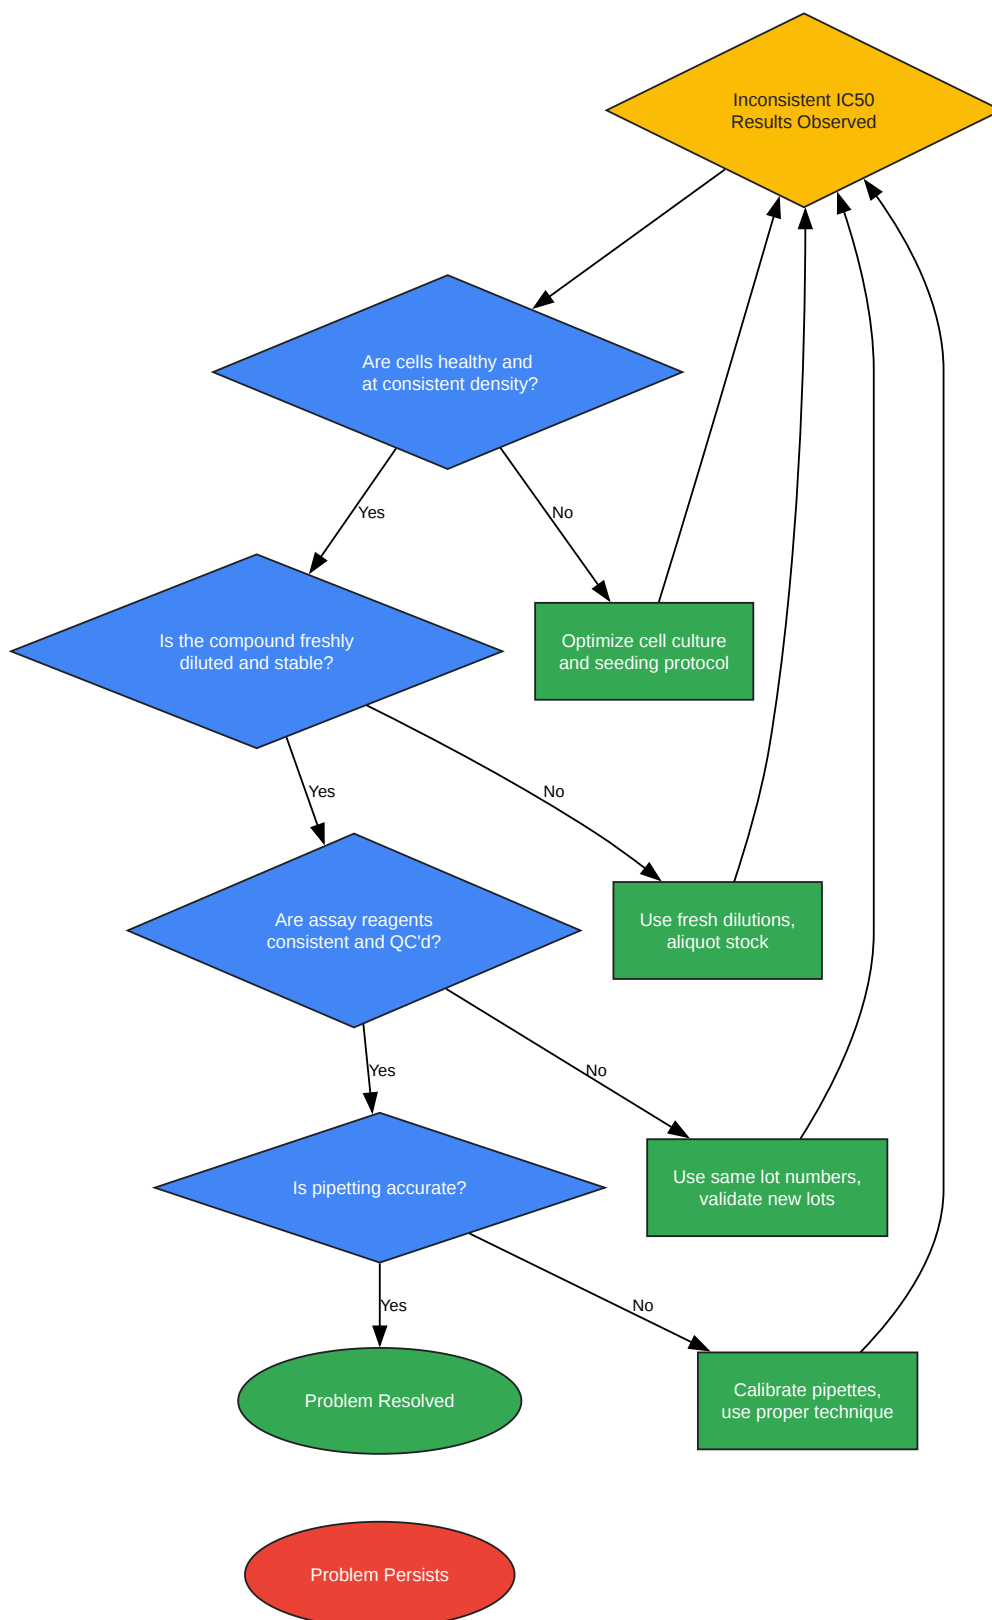 Inconsistent IC50
Results Observed
Are cells healthy and
at consistent density?
Yes
No
Is the compound freshly
diluted and stable?
Optimize cell culture
and seeding protocol
Yes
No
Are assay reagents
consistent and QC'd?
Use fresh dilutions,
aliquot stock
Yes
No
Is pipetting accurate?
Use same lot numbers,
validate new lots
Yes
No
Problem Resolved
Calibrate pipettes,
use proper technique
Problem Persists